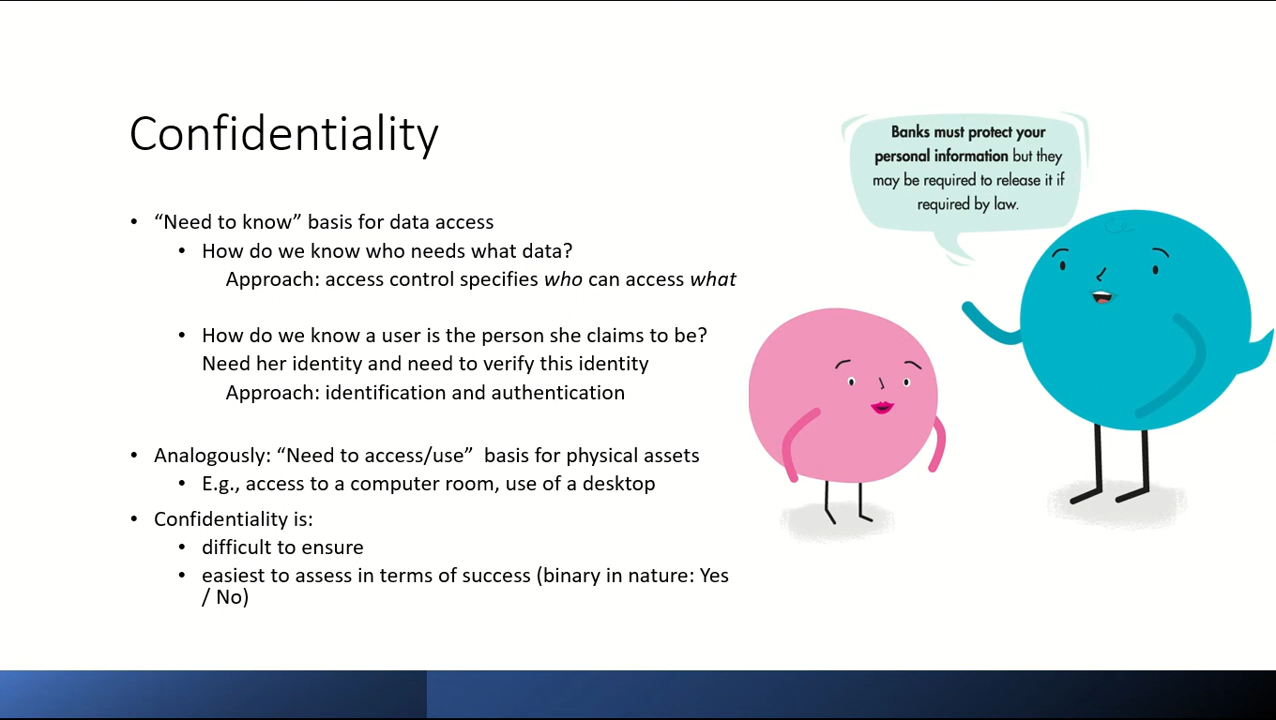 Confidentiality
• “Need to know” basis for data access
• How do we know who needs what data?
Approach: access control specifies who can access what
• How do we know a user is the person she claims to be?
Need her identity and need to verify this identity
Approach: identification and authentication
• Analogously: “Need to access/use” basis for physical assets
• E.g., access to a computer room, use of a desktop
• Confidentiality is:
• difficult to ensure
• easiest to assess in terms of success (binary in nature: Yes
/ No)
Banks must protect your
personal information but they
may be required to release it if
required by law.